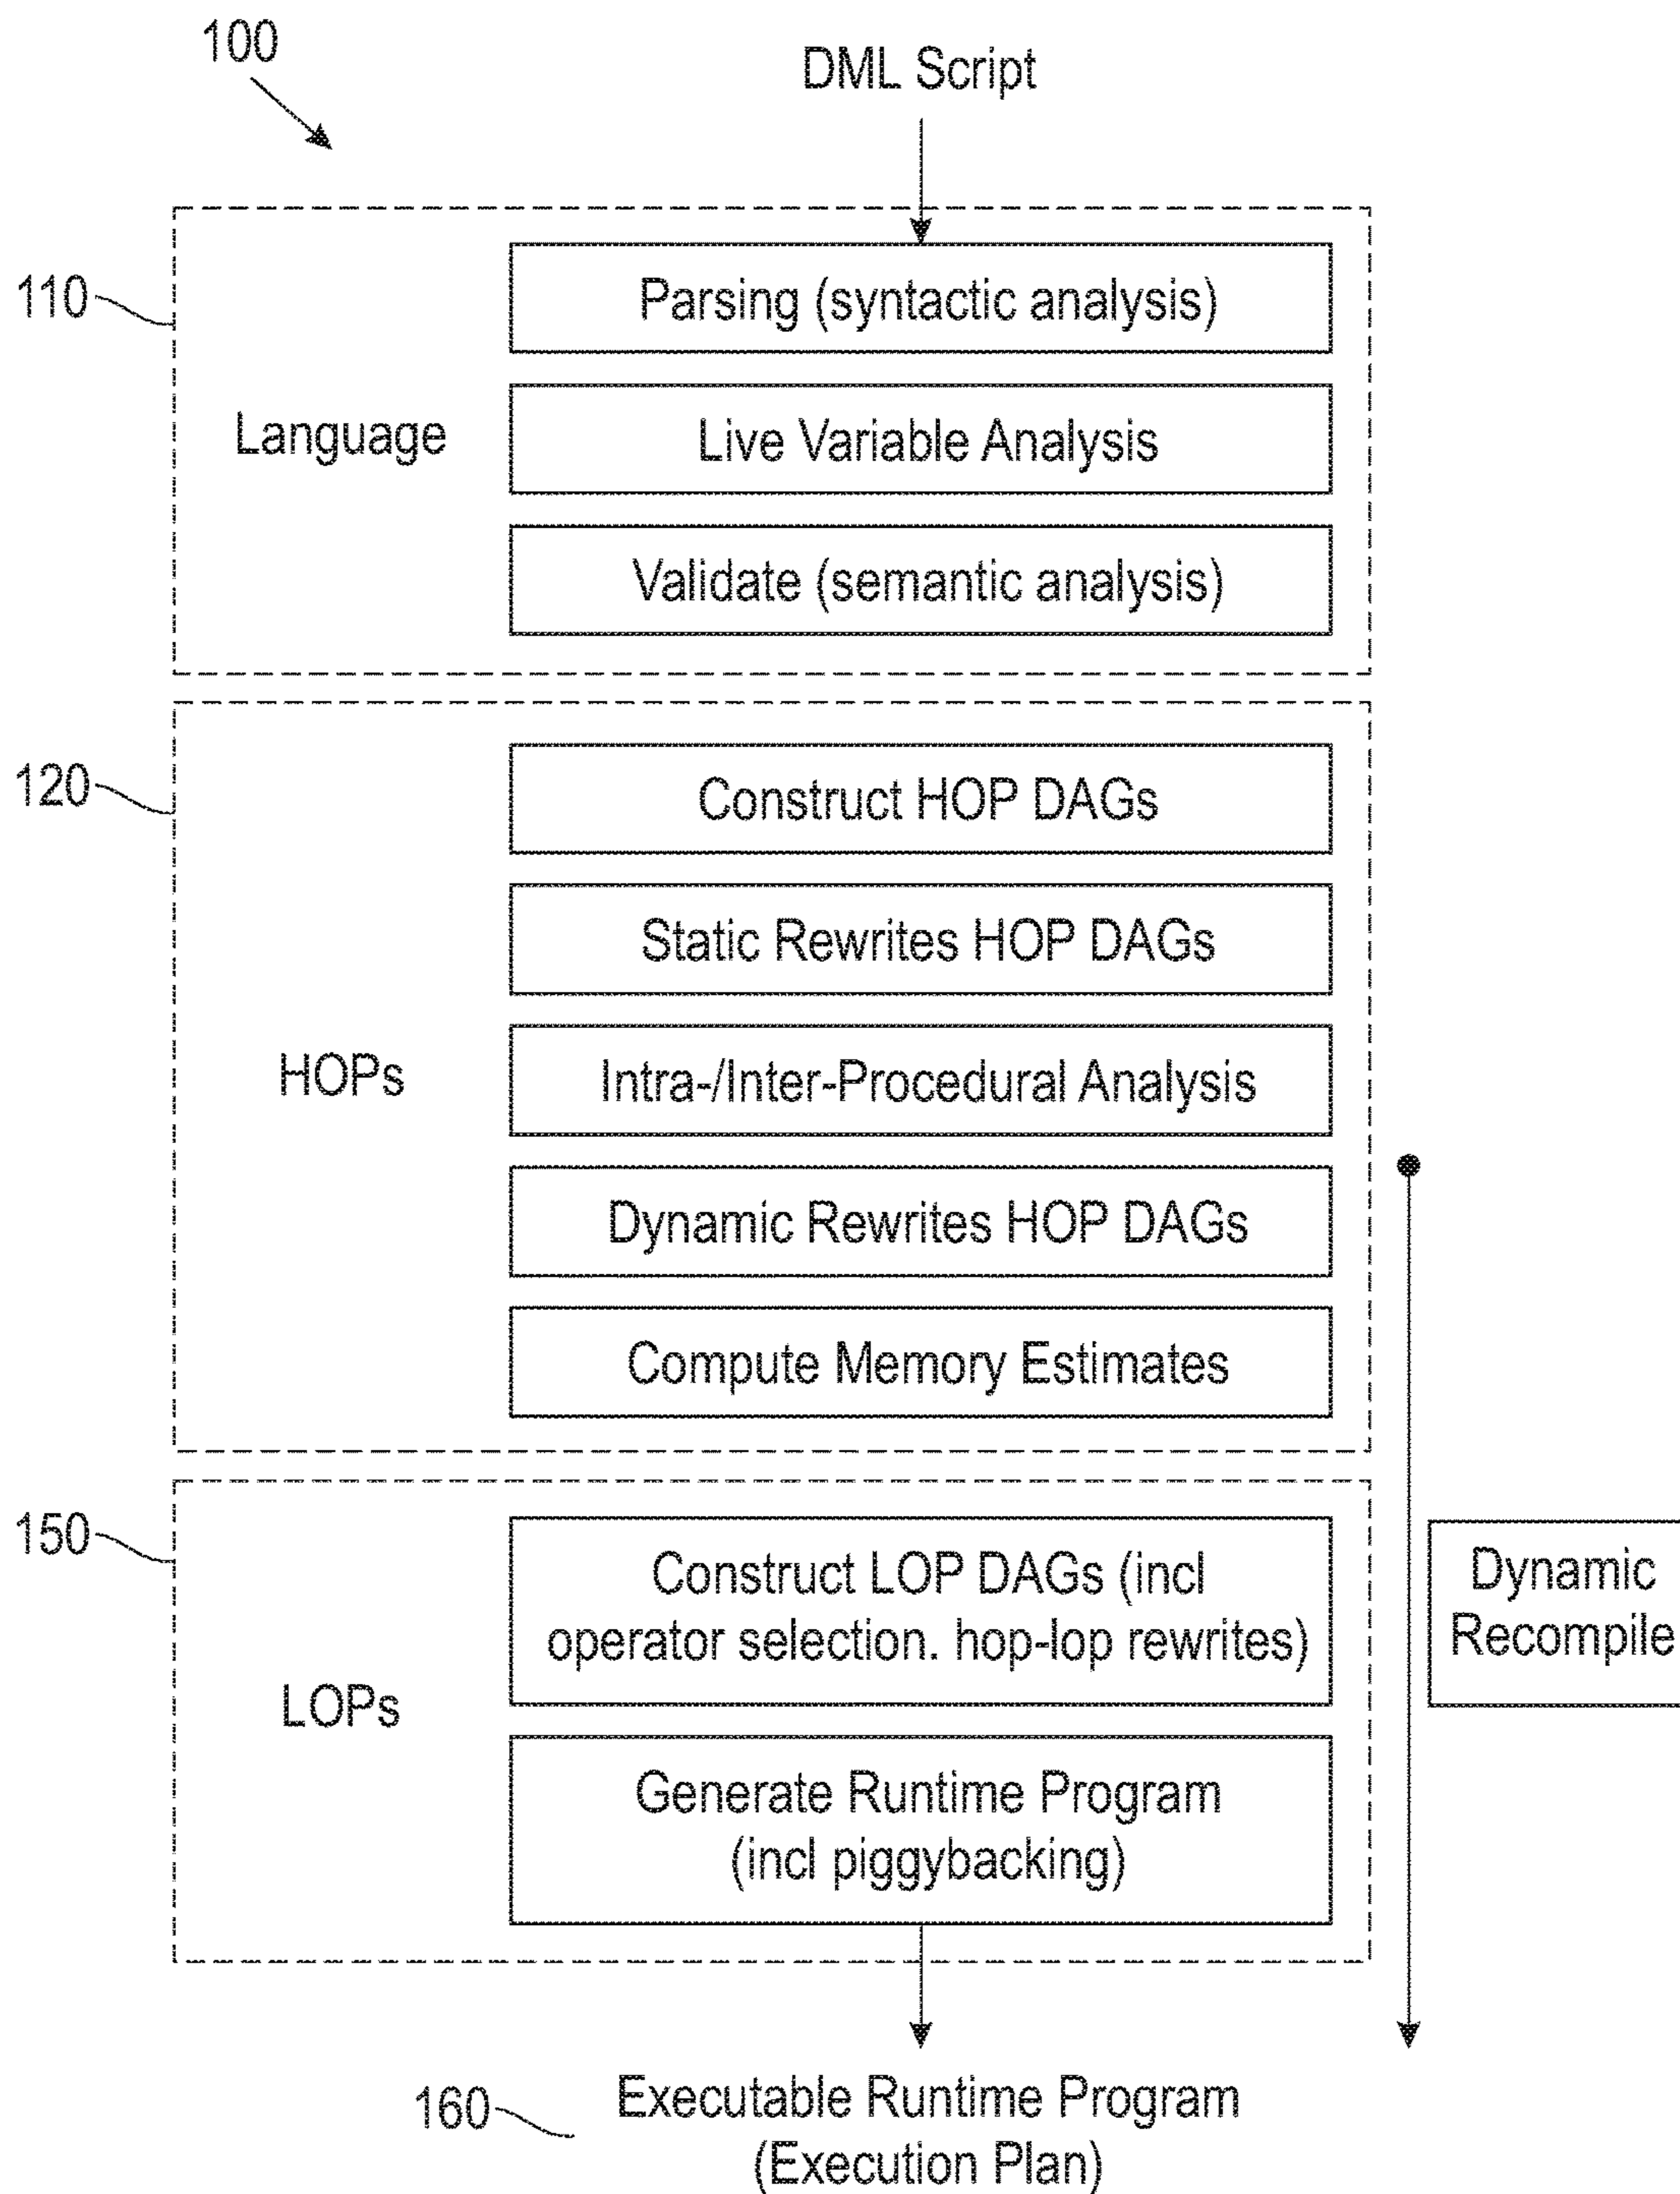 100
DML Script
110
Language
Parsing (syntactic analysis)
Live Variable Analysis
Validate (semantic analysis)
120
HOPs
Construct HOP DAGs
Static Rewrites HOP DAGs
Intra-/Inter-Procedural Analysis
Dynamic Rewrites HOP DAGs
Compute Memory Estimates
150
LOPs
Construct LOP DAGs (incl
operator selection. hop-lop rewrites)
Generate Runtime Program
(incl piggybacking)
Dynamic
Recompile
160
Executable Runtime Program
(Execution Plan)